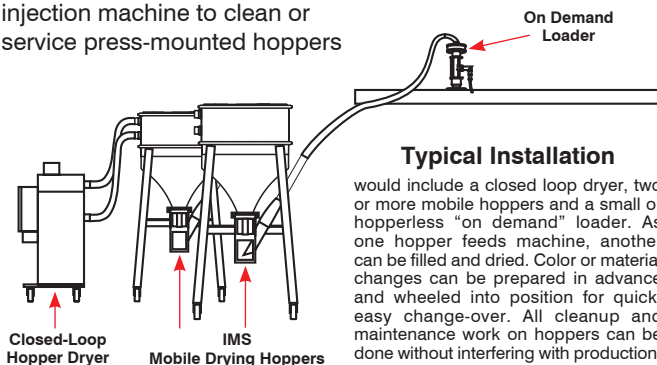 injection machine to clean or
service press-mounted hoppers
On Demand
Loader
Typical Installation
would include a closed loop dryer, two
or more mobile hoppers and a small o
hopperless “on demand” loader. As
one hopper feeds machine, another
can be filled and dried. Color or materia
changes can be prepared in advance
and wheeled into position for quick,
easy change-over. All cleanup and
maintenance work on hoppers can be
done without interfering with production
Closed-Loop
Hopper Dryer
IMS
Mobile Drying Hoppers